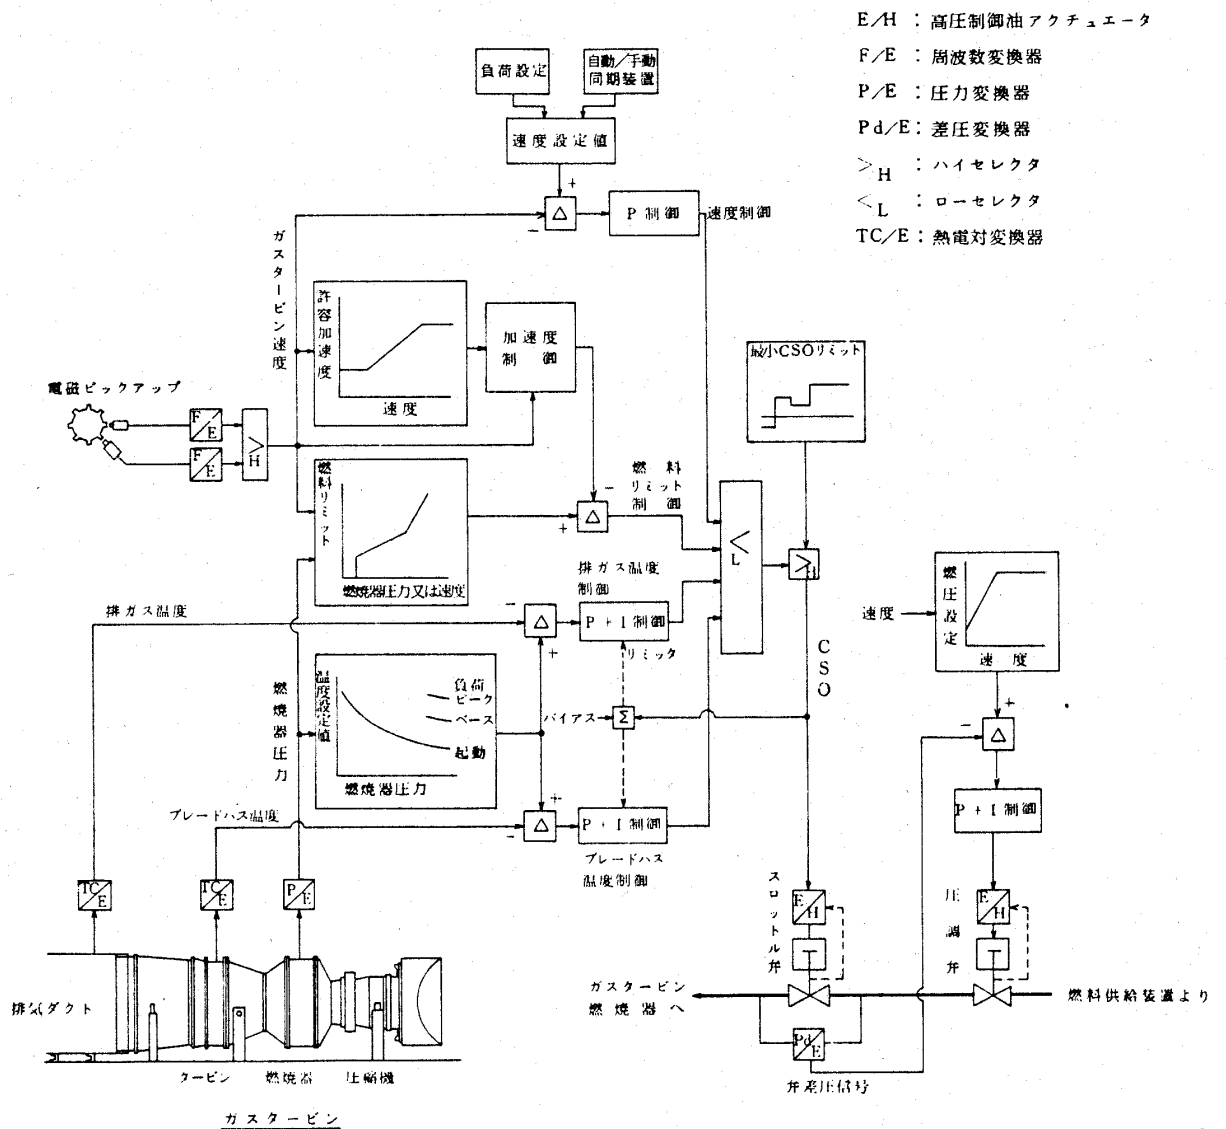 E/H : 高圧制御油アクチュエータ
F/E : 周波数変換器
P/E : 圧力変換器
Pd/E : 差圧変換器
>H : ハイセレクタ
<L : ローセレクタ
TC/E : 熱電対変換器
負荷設定
自動/手動
同期装置
速度設定値
+
Δ
-
P 制御
速度制御
ガスタービン速度
許容加速度
速度
加速度
制御
最小CSOリミット
電磁ピックアップ
F/E
F/E
>H
燃料リミット
燃焼器圧力又は速度
-
+
Δ
燃料
リミット
制御
<L
>H
排ガス温度
-
Δ
+
排ガス温度
制御
P + I 制御
リミッタ
速度
燃圧設定
速度
CSO
燃焼器圧力
温度設定値
負荷
ピーク
ベース
起動
燃焼器圧力
バイアス
Σ
+
-
Δ
ブレードパス温度
+
-
Δ
P + I 制御
ブレードパス
温度制御
P + I 制御
TC/E
TC/E
P/E
スロットル弁
E/H
圧調弁
E/H
ガスタービン
燃焼器へ
燃料供給装置より
排気ダクト
Pd/E
タービン
燃焼器
圧縮機
弁差圧信号
ガスタービン